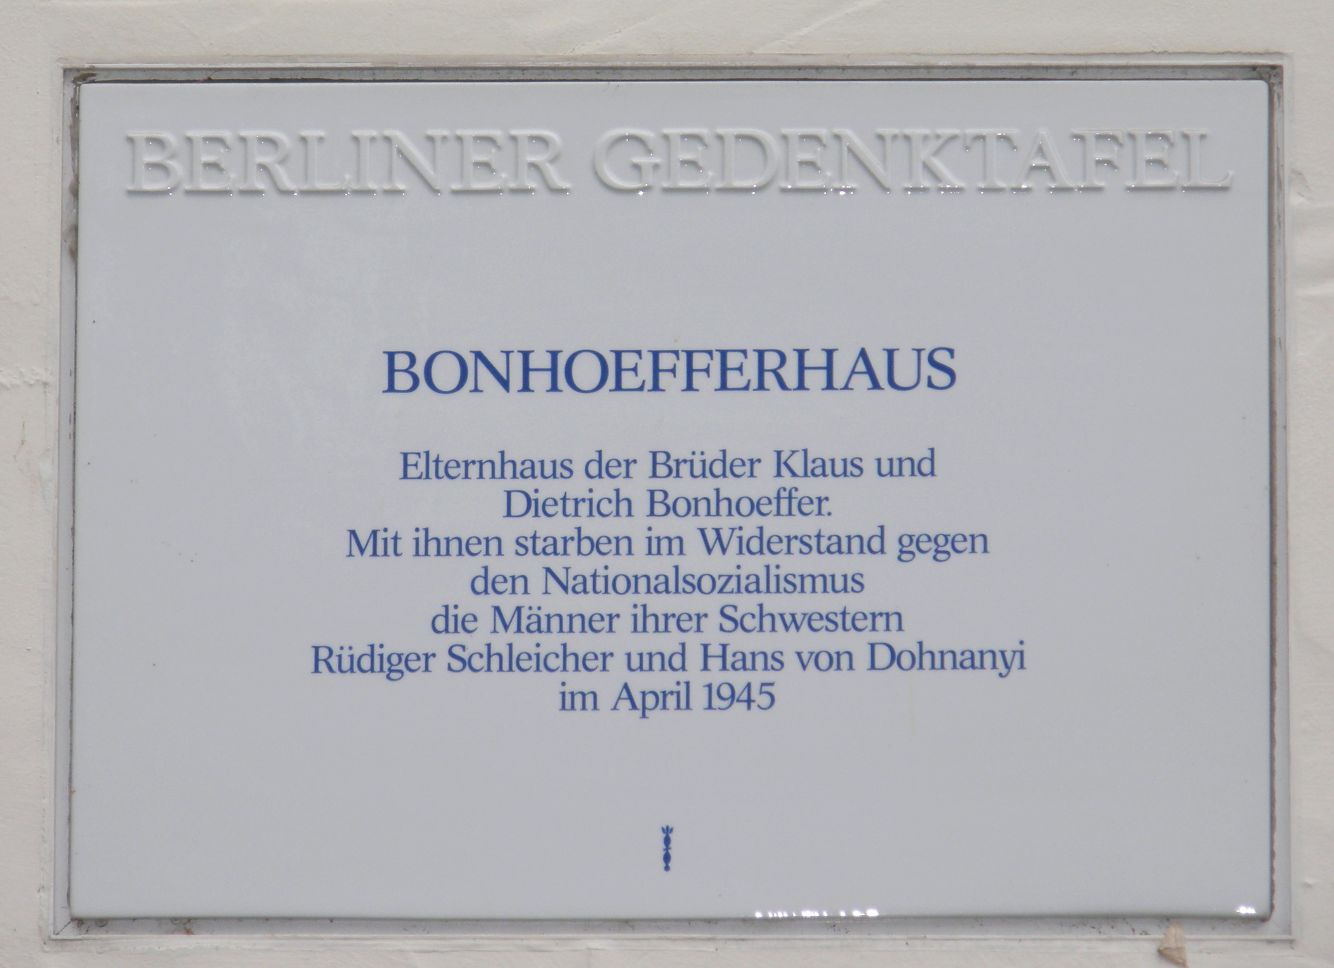 BERLINER GEDENKTAFEL
BONHOEFFERHAUS
Elternhaus der Brüder Klaus und
Dietrich Bonhoeffer.
Mit ihnen starben im Widerstand gegen
den Nationalsozialismus
die Männer ihrer Schwestern
Rüdiger Schleicher und Hans von Dohnanyi
im April 1945